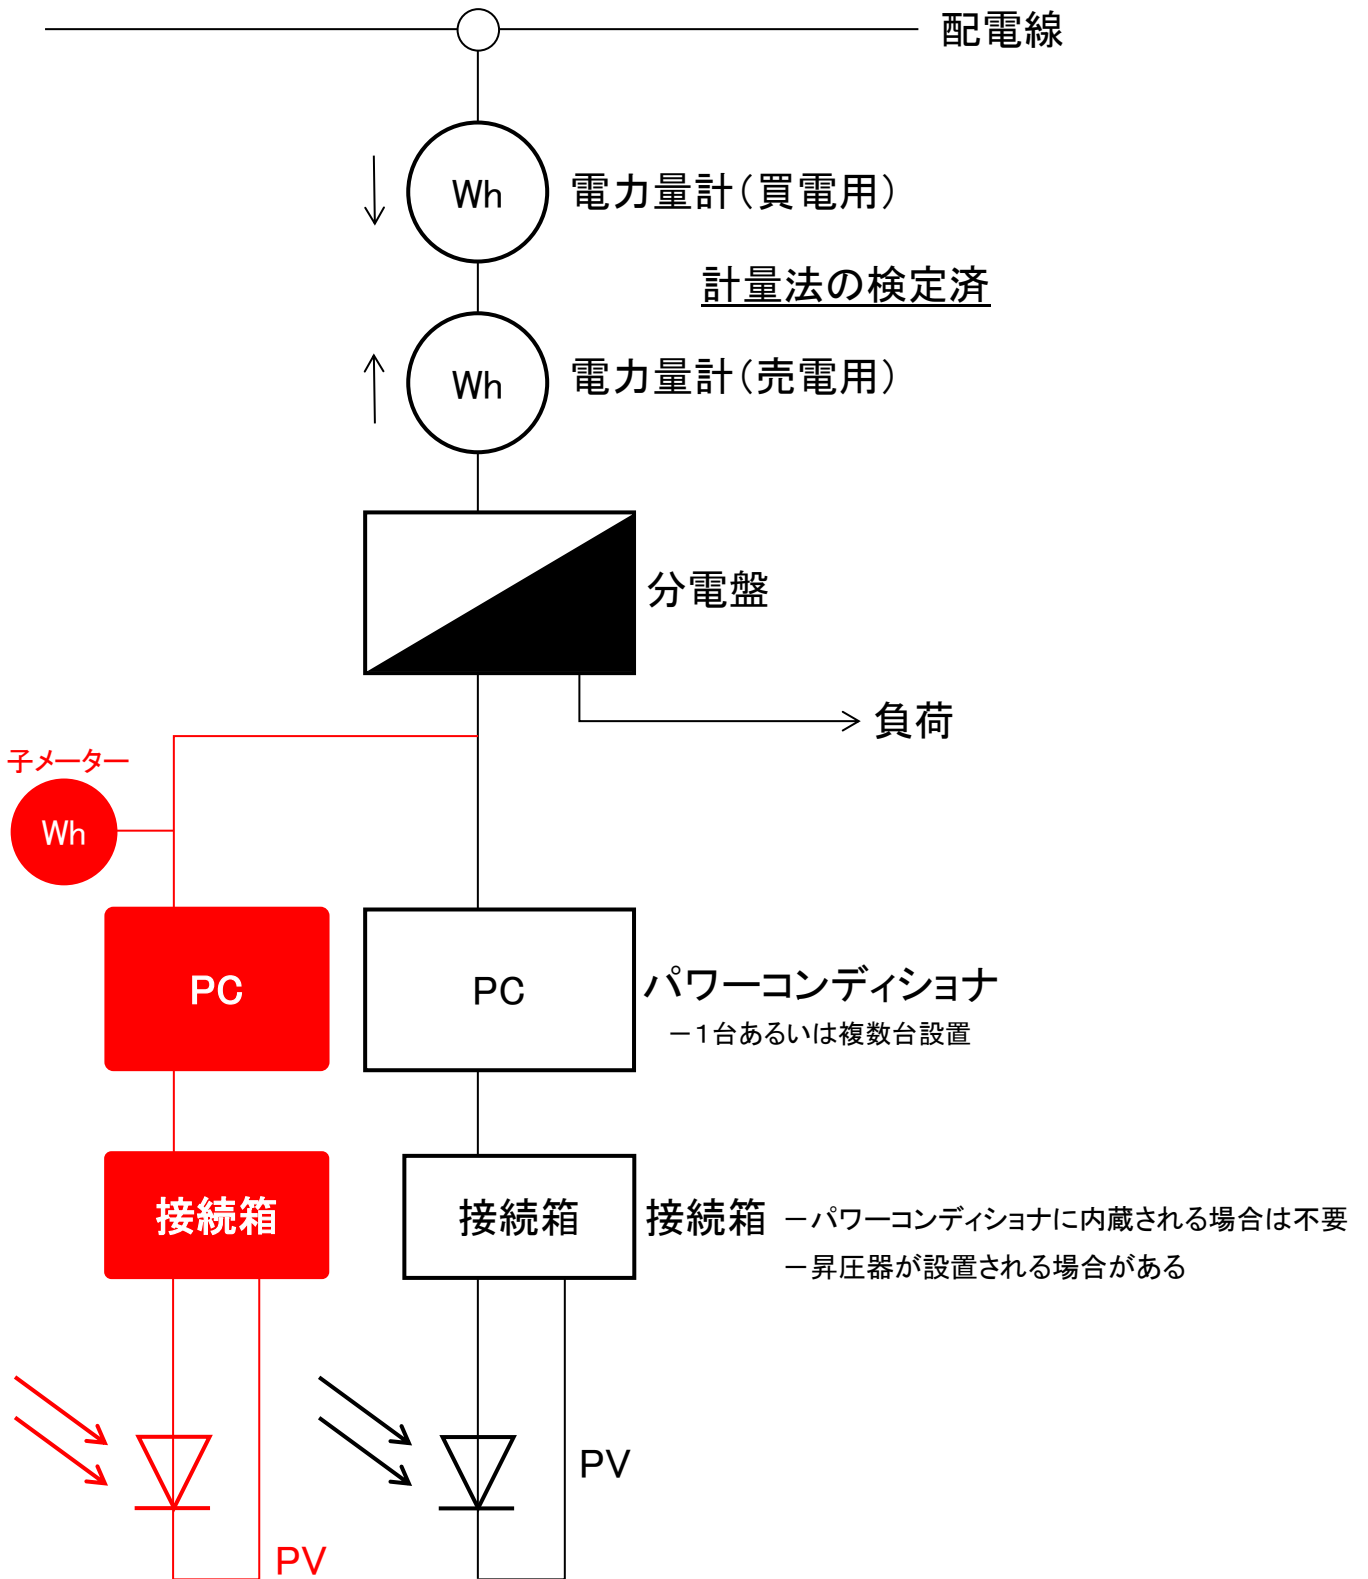 配電線
Wh
電力量計（買電用）
計量法の検定済
Wh
電力量計（売電用）
分電盤
負荷
子メーター
Wh
PC
PC
パワーコンディショナ
－１台あるいは複数台設置
接続箱
接続箱
接続箱
－パワーコンディショナに内蔵される場合は不要
－昇圧器が設置される場合がある
PV
PV